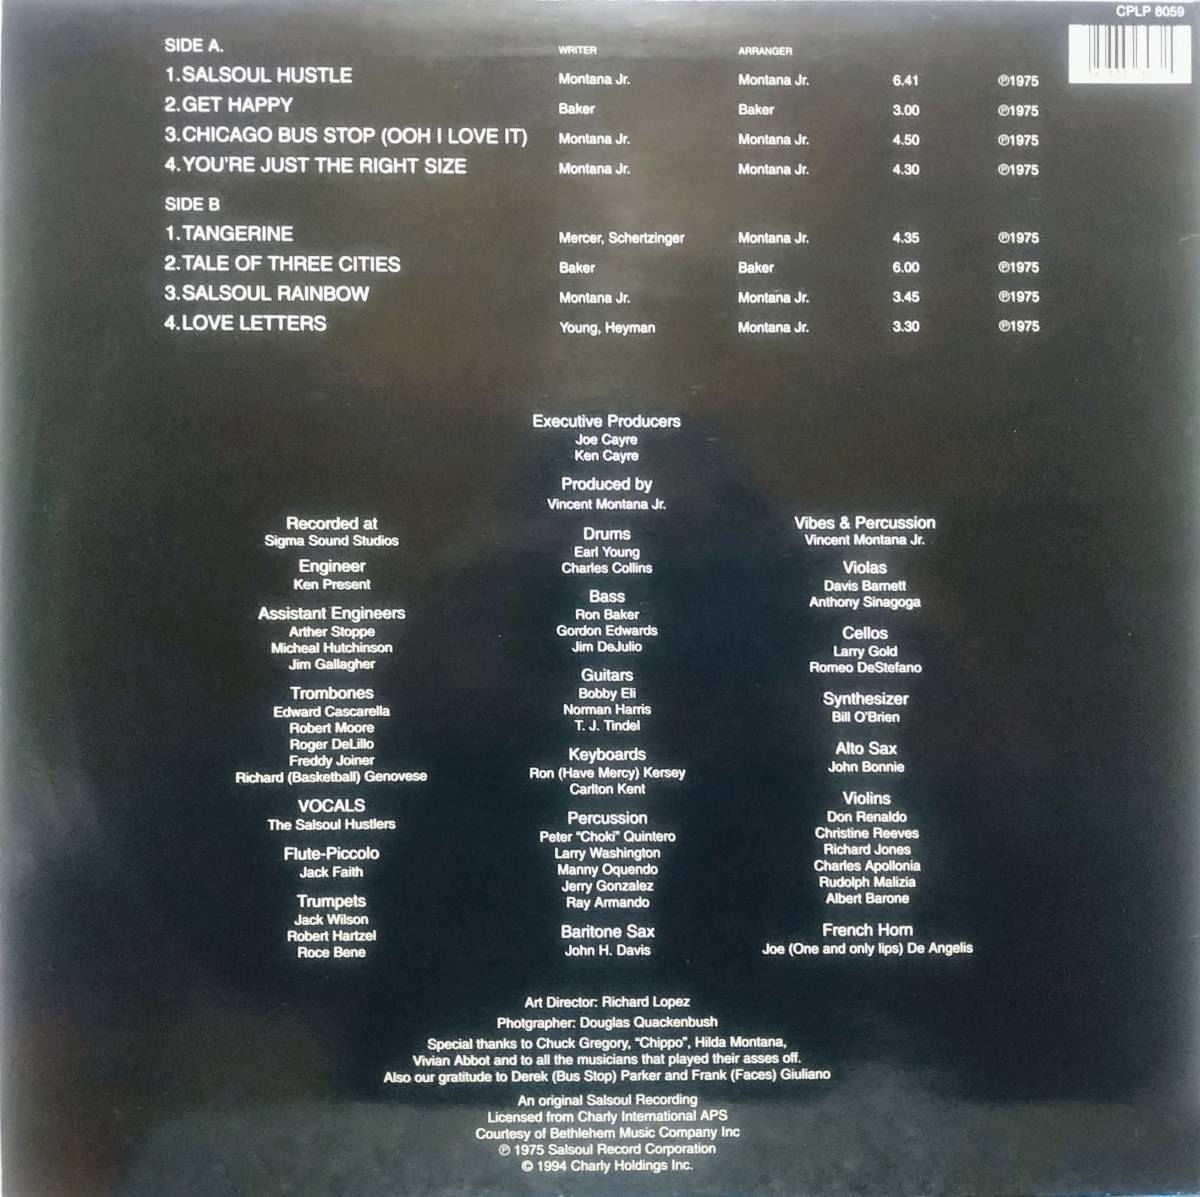 CPLP 8059
SIDE A. WRITER ARRANGER
1.SALSOUL HUSTLE Montana Jr. Montana Jr. 6.41 ℗1975
2.GET HAPPY Baker Baker 3.00 ℗1975
3.CHICAGO BUS STOP (OOH I LOVE IT) Montana Jr. Montana Jr. 4.50 ℗1975
4.YOU'RE JUST THE RIGHT SIZE Montana Jr. Montana Jr. 4.30 ℗1975
SIDE B
1.TANGERINE Mercer, Schertzinger Montana Jr. 4.35 ℗1975
2.TALE OF THREE CITIES Baker Baker 6.00 ℗1975
3.SALSOUL RAINBOW Montana Jr. Montana Jr. 3.45 ℗1975
4.LOVE LETTERS Young, Heyman Montana Jr. 3.30 ℗1975
Executive Producers
Joe Cayre
Ken Cayre
Produced by
Vincent Montana Jr.
Recorded at
Sigma Sound Studios
Engineer
Ken Present
Assistant Engineers
Arther Stoppe
Micheal Hutchinson
Jim Gallagher
Trombones
Edward Cascarella
Robert Moore
Roger DeLillo
Freddy Joiner
Richard (Basketball) Genovese
VOCALS
The Salsoul Hustlers
Flute-Piccolo
Jack Faith
Trumpets
Jack Wilson
Robert Hartzel
Roce Bene
Drums
Earl Young
Charles Collins
Bass
Ron Baker
Gordon Edwards
Jim DeJulio
Guitars
Bobby Eli
Norman Harris
T. J. Tindel
Keyboards
Ron (Have Mercy) Kersey
Carlton Kent
Percussion
Peter "Choki" Quintero
Larry Washington
Manny Oquendo
Jerry Gonzalez
Ray Armando
Baritone Sax
John H. Davis
Vibes & Percussion
Vincent Montana Jr.
Violas
Davis Barnett
Anthony Sinagoga
Cellos
Larry Gold
Romeo DeStefano
Synthesizer
Bill O'Brien
Alto Sax
John Bonnie
Violins
Don Renaldo
Christine Reeves
Richard Jones
Charles Apollonia
Rudolph Malizia
Albert Barone
French Horn
Joe (One and only lips) De Angelis
Art Director: Richard Lopez
Photgrapher: Douglas Quackenbush
Special thanks to Chuck Gregory, "Chippo", Hilda Montana,
Vivian Abbot and to all the musicians that played their asses off.
Also our gratitude to Derek (Bus Stop) Parker and Frank (Faces) Giuliano
An original Salsoul Recording
Licensed from Charly International APS
Courtesy of Bethlehem Music Company Inc
℗ 1975 Salsoul Record Corporation
© 1994 Charly Holdings Inc.